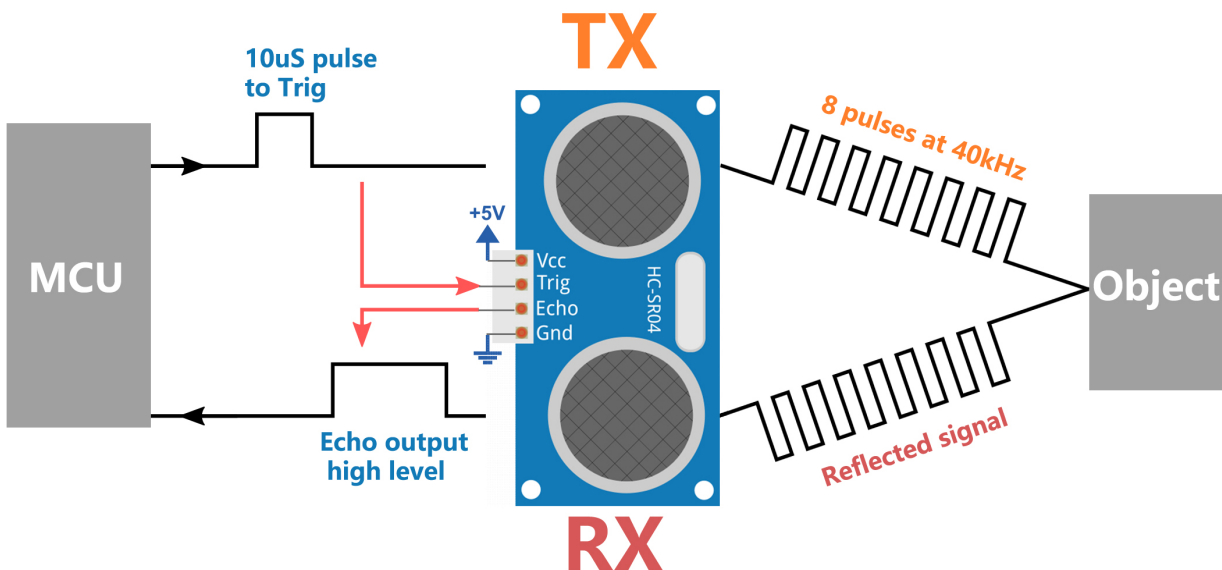 TX
10uS pulse
to Trig
8 pulses at 40kHz
+5V
MCU
Vcc
Trig
Echo
Gnd
HC-SR04
Object
Echo output
high level
Reflected signal
RX